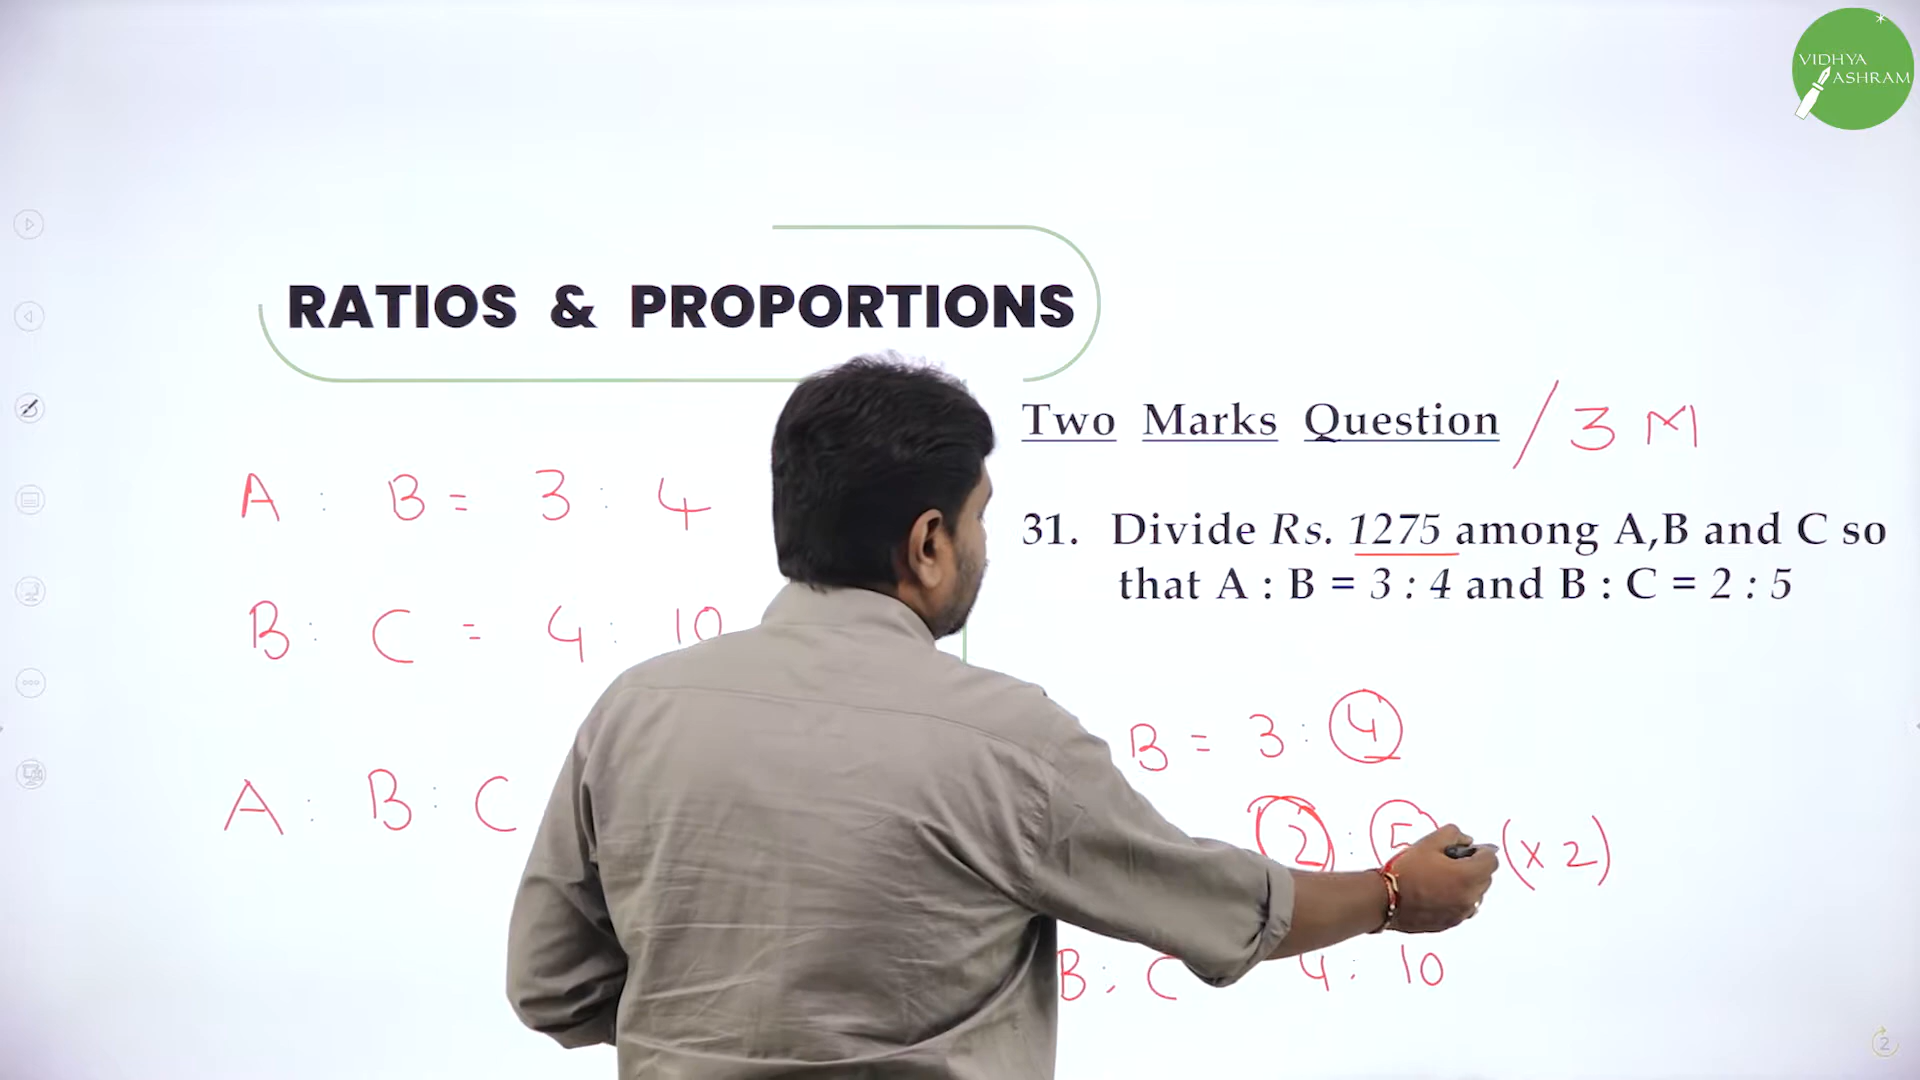 VIDHYA
ASHRAM
RATIOS & PROPORTIONS
Two Marks Question / 3 M
31. Divide Rs. 1275 among A,B and C so
that A : B = 3 : 4 and B : C = 2 : 5
A : B = 3 : 4
B : C = 4 : 10
A : B : C
B = 3 : 4
2 : 5 (x 2)
B : C 4 : 10
2